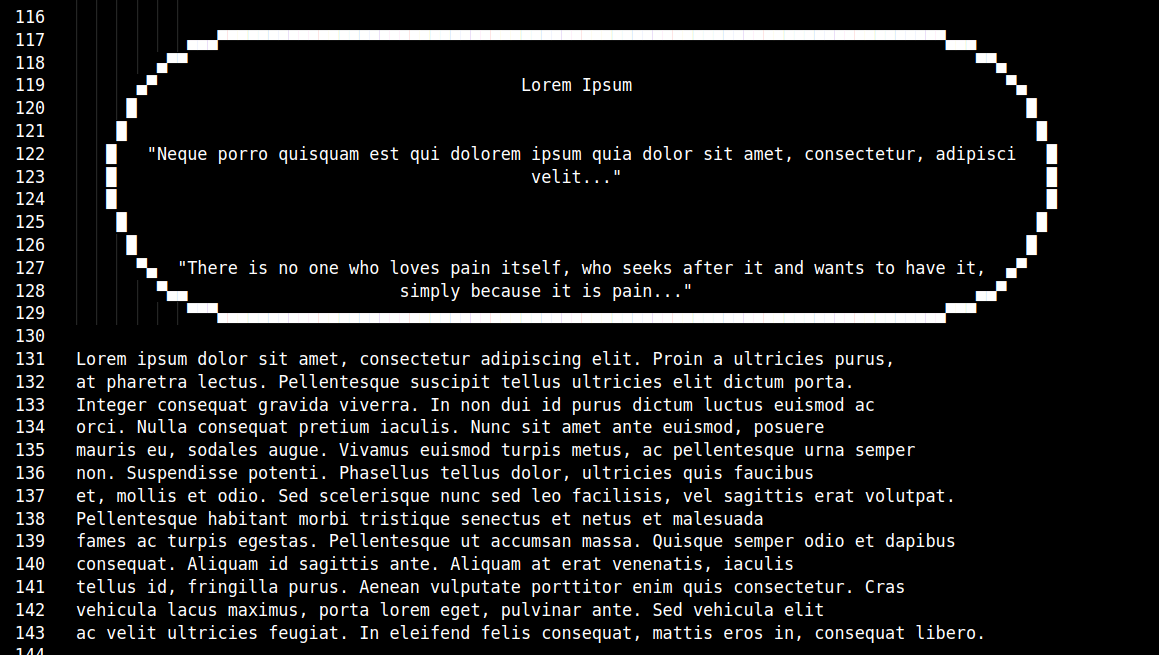 116
117
118
119 Lorem Ipsum
120
121
122 "Neque porro quisquam est qui dolorem ipsum quia dolor sit amet, consectetur, adipisci
123 velit..."
124
125
126
127 "There is no one who loves pain itself, who seeks after it and wants to have it,
128 simply because it is pain..."
129
130
131 Lorem ipsum dolor sit amet, consectetur adipiscing elit. Proin a ultricies purus,
132 at pharetra lectus. Pellentesque suscipit tellus ultricies elit dictum porta.
133 Integer consequat gravida viverra. In non dui id purus dictum luctus euismod ac
134 orci. Nulla consequat pretium iaculis. Nunc sit amet ante euismod, posuere
135 mauris eu, sodales augue. Vivamus euismod turpis metus, ac pellentesque urna semper
136 non. Suspendisse potenti. Phasellus tellus dolor, ultricies quis faucibus
137 et, mollis et odio. Sed scelerisque nunc sed leo facilisis, vel sagittis erat volutpat.
138 Pellentesque habitant morbi tristique senectus et netus et malesuada
139 fames ac turpis egestas. Pellentesque ut accumsan massa. Quisque semper odio et dapibus
140 consequat. Aliquam id sagittis ante. Aliquam at erat venenatis, iaculis
141 tellus id, fringilla purus. Aenean vulputate porttitor enim quis consectetur. Cras
142 vehicula lacus maximus, porta lorem eget, pulvinar ante. Sed vehicula elit
143 ac velit ultricies feugiat. In eleifend felis consequat, mattis eros in, consequat libero.
144